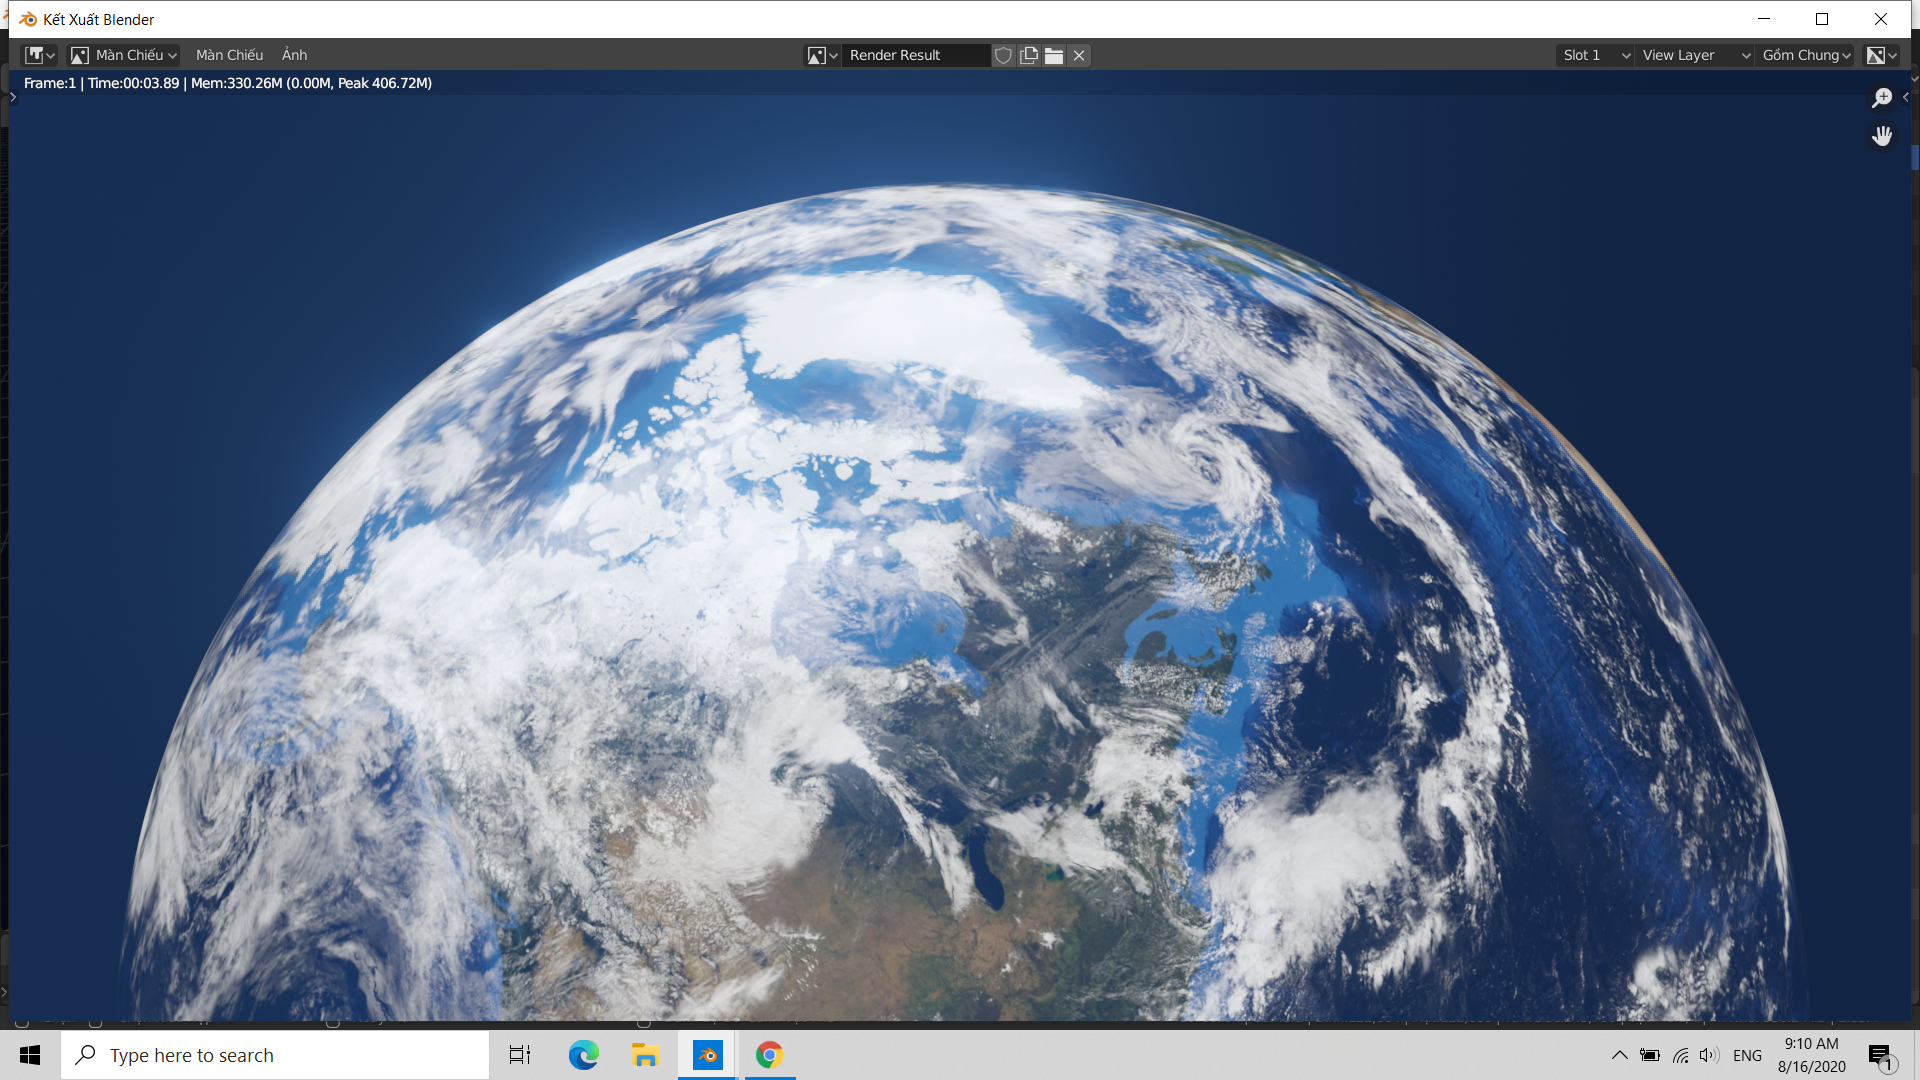 Kết Xuất Blender
Màn Chiếu Màn Chiếu Ảnh Render Result Slot 1 View Layer Gồm Chung
Frame:1 | Time:00:03.89 | Mem:330.26M (0.00M, Peak 406.72M)
Type here to search
ENG
9:10 AM
8/16/2020
1